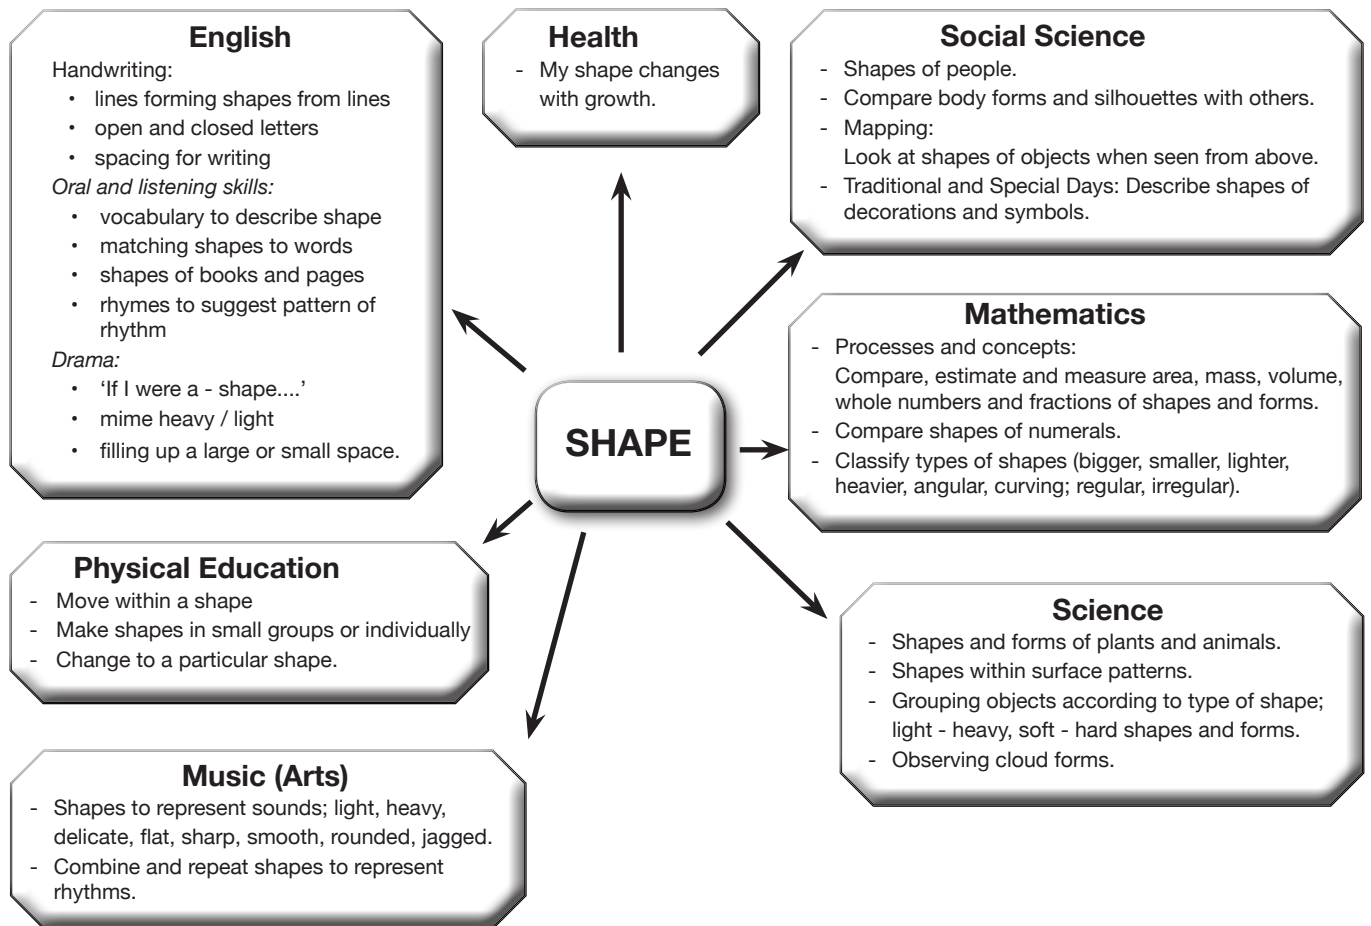 English
Handwriting:
• lines forming shapes from lines
• open and closed letters
• spacing for writing
Oral and listening skills:
• vocabulary to describe shape
• matching shapes to words
• shapes of books and pages
• rhymes to suggest pattern of
rhythm
Drama:
• ‘If I were a - shape....’
• mime heavy / light
• filling up a large or small space.
Health
- My shape changes
with growth.
Social Science
- Shapes of people.
- Compare body forms and silhouettes with others.
- Mapping:
Look at shapes of objects when seen from above.
- Traditional and Special Days: Describe shapes of
decorations and symbols.
SHAPE
Mathematics
- Processes and concepts:
Compare, estimate and measure area, mass, volume,
whole numbers and fractions of shapes and forms.
- Compare shapes of numerals.
- Classify types of shapes (bigger, smaller, lighter,
heavier, angular, curving; regular, irregular).
Physical Education
- Move within a shape
- Make shapes in small groups or individually
- Change to a particular shape.
Science
- Shapes and forms of plants and animals.
- Shapes within surface patterns.
- Grouping objects according to type of shape;
light - heavy, soft - hard shapes and forms.
- Observing cloud forms.
Music (Arts)
- Shapes to represent sounds; light, heavy,
delicate, flat, sharp, smooth, rounded, jagged.
- Combine and repeat shapes to represent
rhythms.